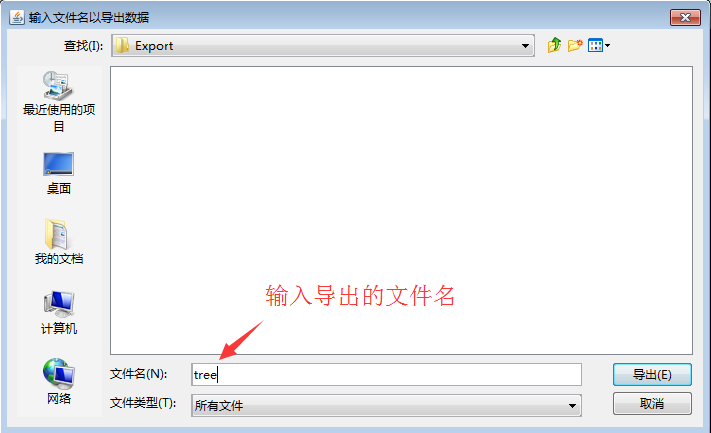 输入文件名以导出数据
查找(I):
Export
最近使用的项
目
桌面
我的文档
计算机
网络
输入导出的文件名
文件名(N):
tree
导出(E)
文件类型(T):
所有文件
取消